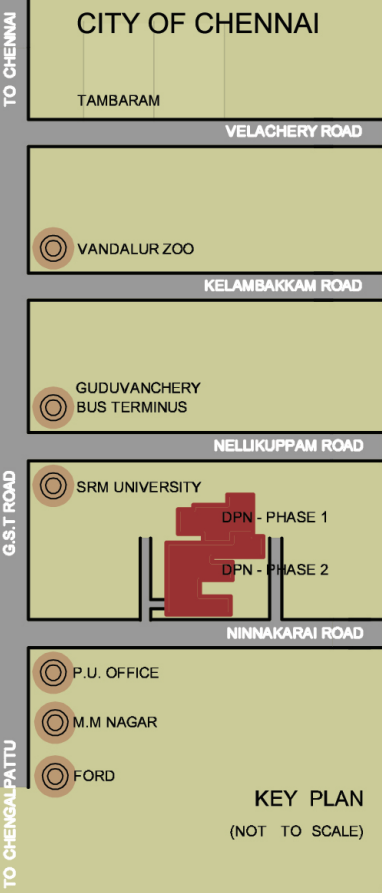 CITY OF CHENNAI
TO CHENNAI
TAMBARAM
VELACHERY ROAD
VANDALUR ZOO
KELAMBAKKAM ROAD
GUDUVANCHERY
BUS TERMINUS
NELLIKUPPAM ROAD
G.S.T ROAD
SRM UNIVERSITY
DPN - PHASE 1
DPN - PHASE 2
NINNAKARAI ROAD
P.U. OFFICE
M.M NAGAR
FORD
TO CHENGALPATTU
KEY PLAN
(NOT TO SCALE)